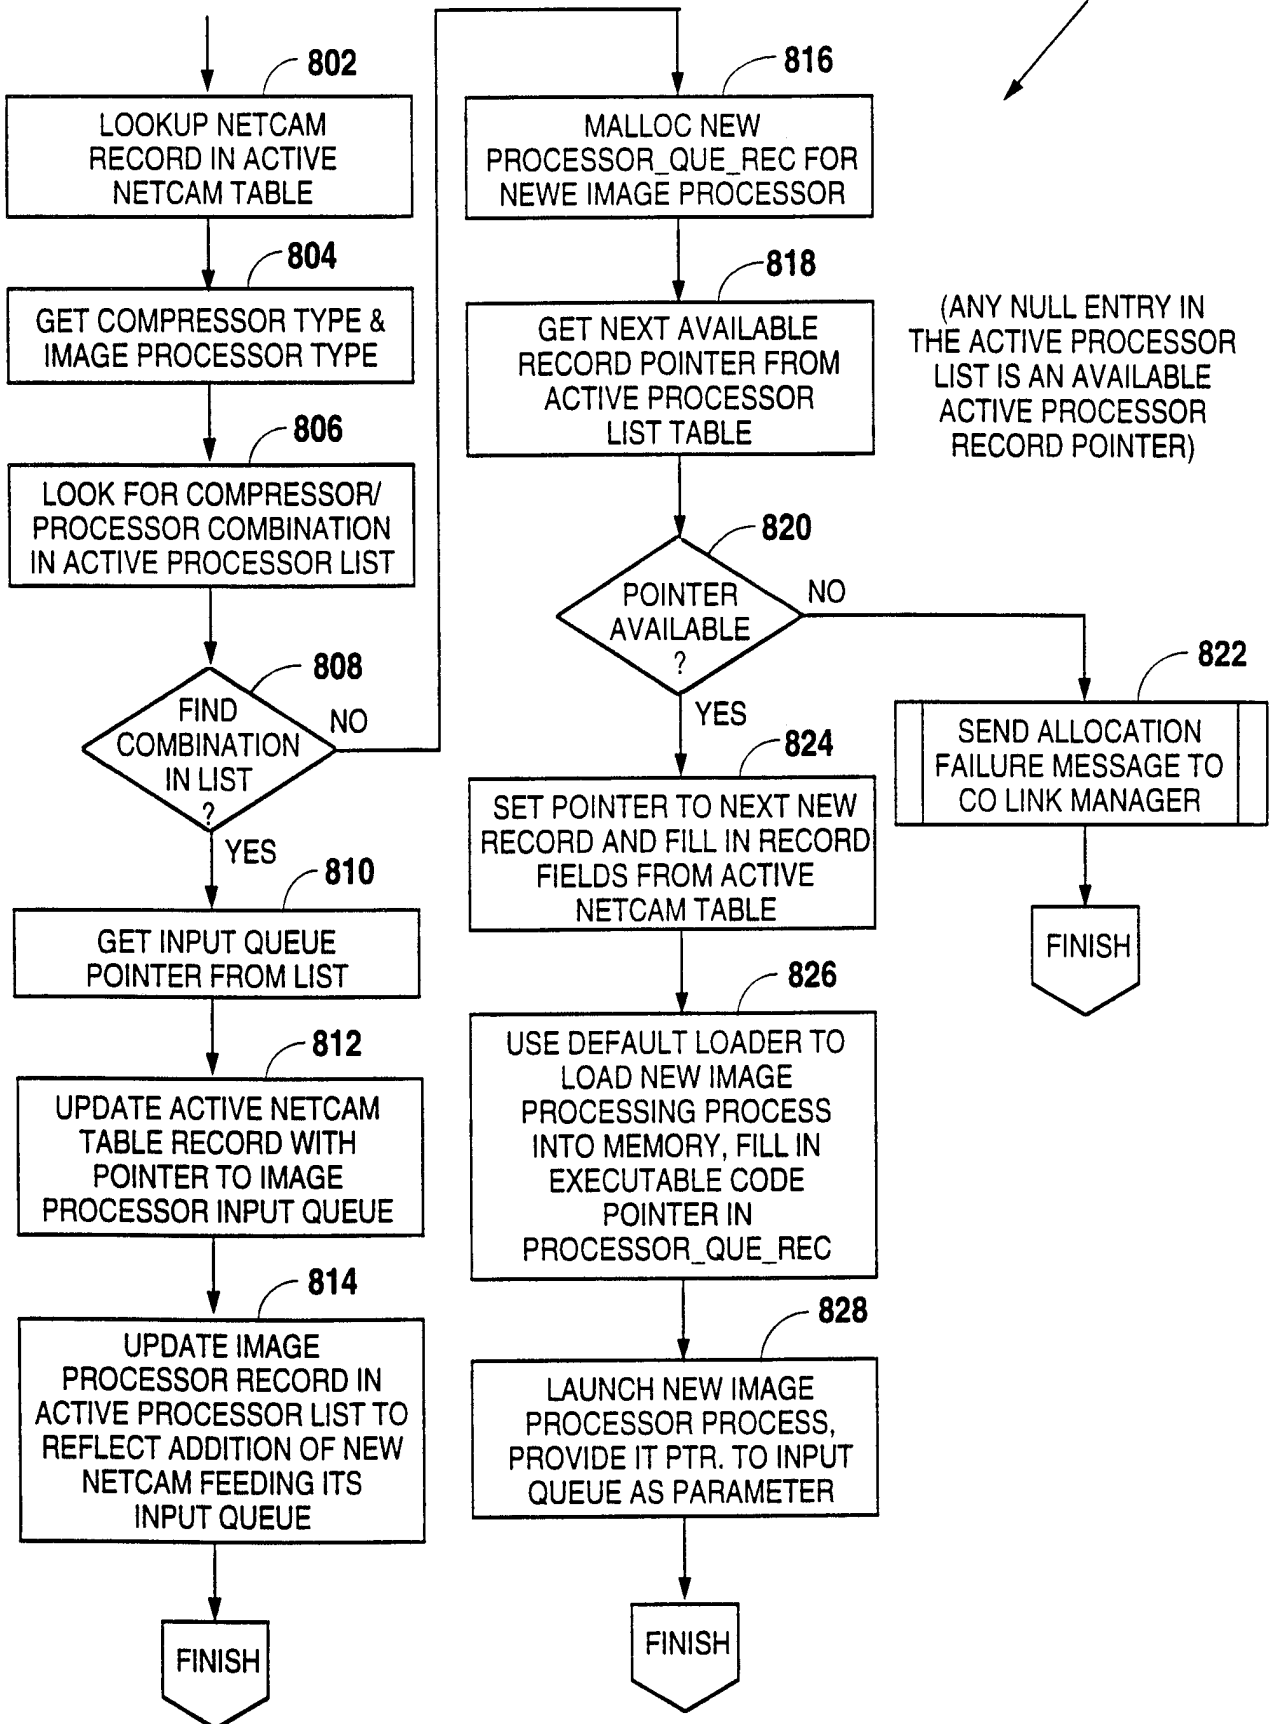 802
LOOKUP NETCAM
RECORD IN ACTIVE
NETCAM TABLE
804
GET COMPRESSOR TYPE &
IMAGE PROCESSOR TYPE
806
LOOK FOR COMPRESSOR/
PROCESSOR COMBINATION
IN ACTIVE PROCESSOR LIST
808
FIND
COMBINATION
IN LIST
?
NO
YES
810
GET INPUT QUEUE
POINTER FROM LIST
812
UPDATE ACTIVE NETCAM
TABLE RECORD WITH
POINTER TO IMAGE
PROCESSOR INPUT QUEUE
814
UPDATE IMAGE
PROCESSOR RECORD IN
ACTIVE PROCESSOR LIST TO
REFLECT ADDITION OF NEW
NETCAM FEEDING ITS
INPUT QUEUE
FINISH
816
MALLOC NEW
PROCESSOR_QUE_REC FOR
NEWE IMAGE PROCESSOR
818
GET NEXT AVAILABLE
RECORD POINTER FROM
ACTIVE PROCESSOR
LIST TABLE
(ANY NULL ENTRY IN
THE ACTIVE PROCESSOR
LIST IS AN AVAILABLE
ACTIVE PROCESSOR
RECORD POINTER)
820
POINTER
AVAILABLE
?
NO
YES
822
SEND ALLOCATION
FAILURE MESSAGE TO
CO LINK MANAGER
FINISH
824
SET POINTER TO NEXT NEW
RECORD AND FILL IN RECORD
FIELDS FROM ACTIVE
NETCAM TABLE
826
USE DEFAULT LOADER TO
LOAD NEW IMAGE
PROCESSING PROCESS
INTO MEMORY, FILL IN
EXECUTABLE CODE
POINTER IN
PROCESSOR_QUE_REC
828
LAUNCH NEW IMAGE
PROCESSOR PROCESS,
PROVIDE IT PTR. TO INPUT
QUEUE AS PARAMETER
FINISH